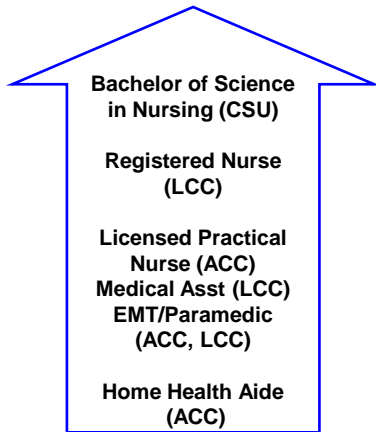 Bachelor of Science
in Nursing (CSU)
Registered Nurse
(LCC)
Licensed Practical
Nurse (ACC)
Medical Asst (LCC)
EMT/Paramedic
(ACC, LCC)
Home Health Aide
(ACC)